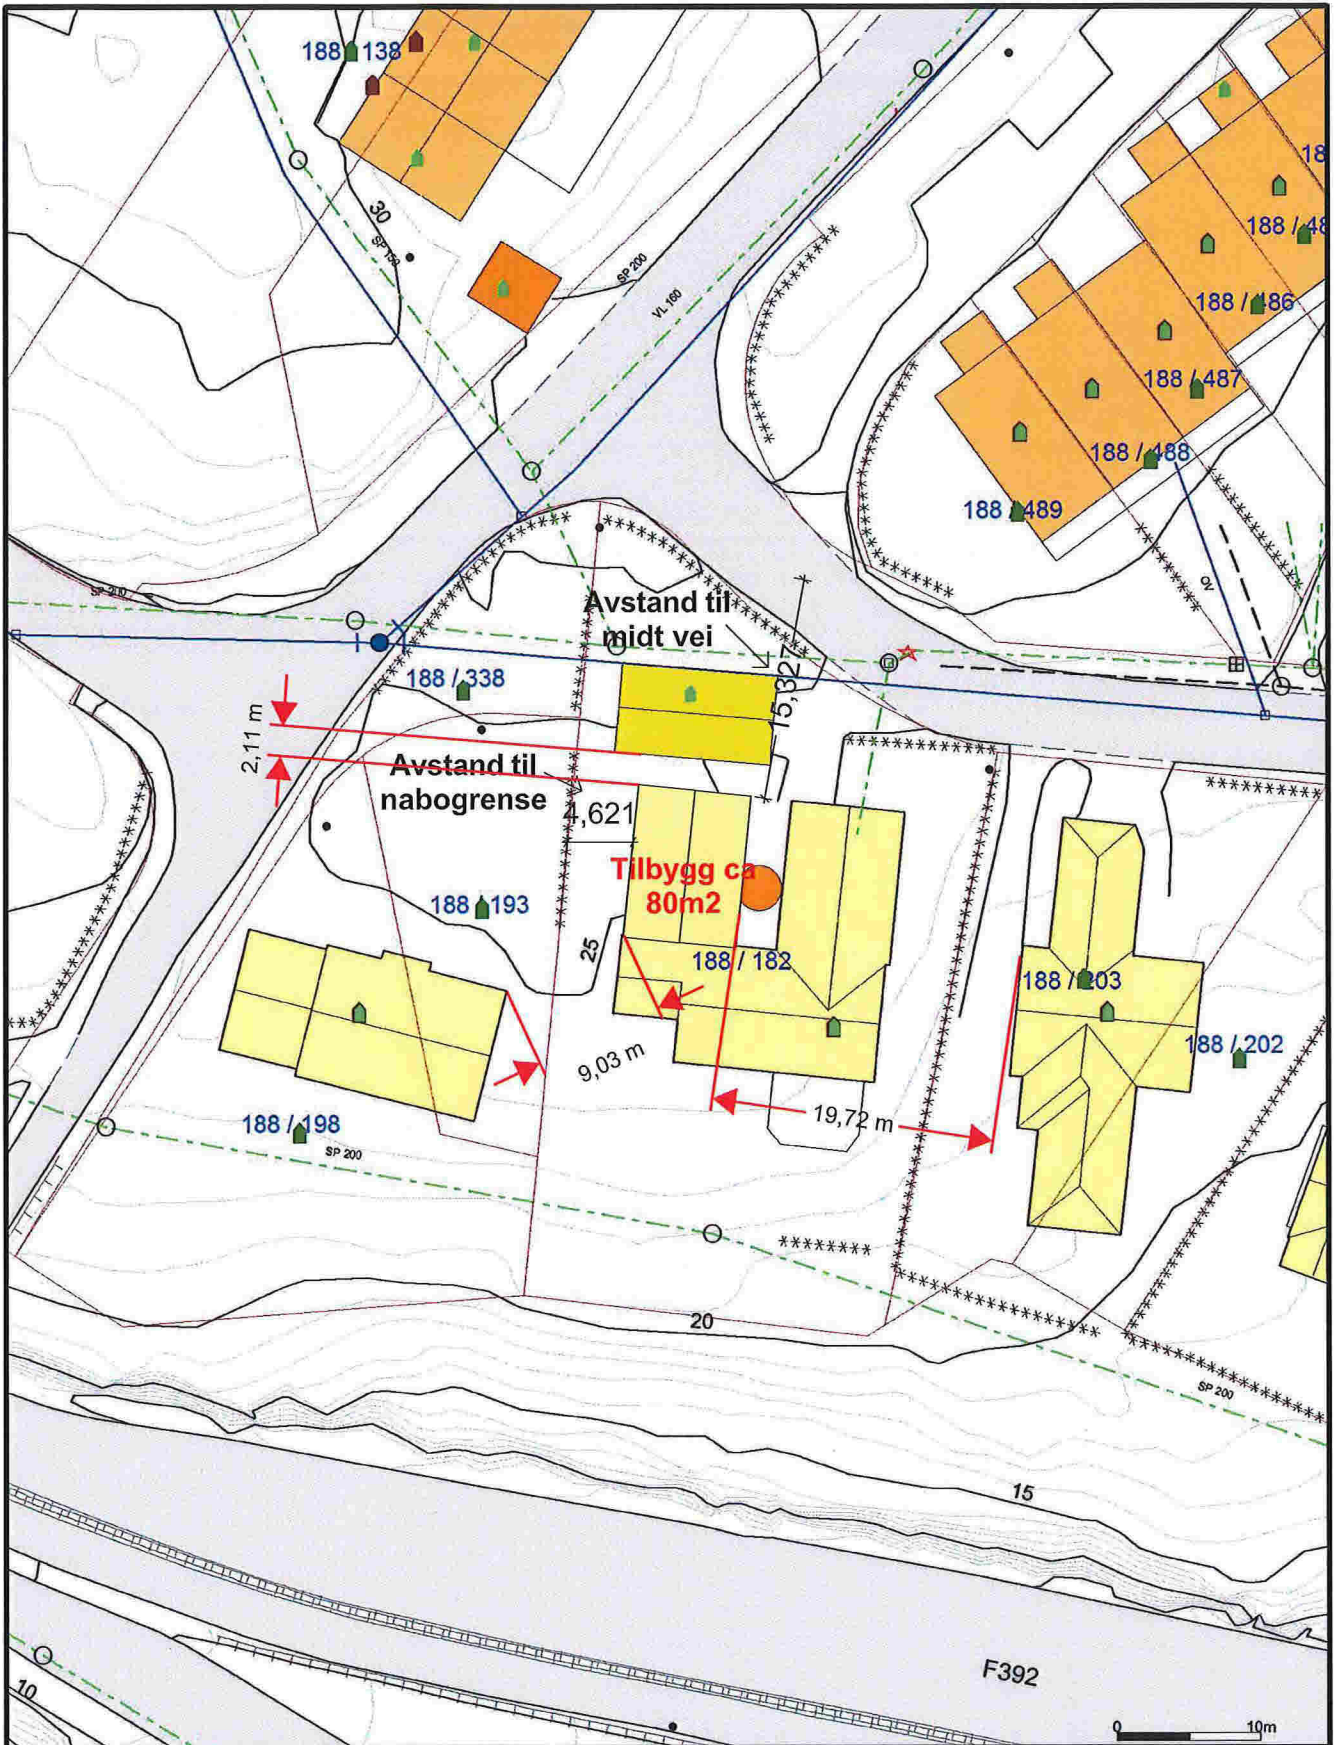 188 / 138
30
SP 150
SP 200
VL 160
18
188 / 48
188 / 486
188 / 487
188 / 488
188 / 489
SP 200
Avstand til
midt vei
15,327
188 / 338
2,11 m
Avstand til
nabogrense
4,621
Tilbygg ca
80m2
188 / 193
25
188 / 182
188 / 203
188 / 202
9,03 m
19,72 m
188 / 198
SP 200
20
SP 200
15
F392
10
0 10m